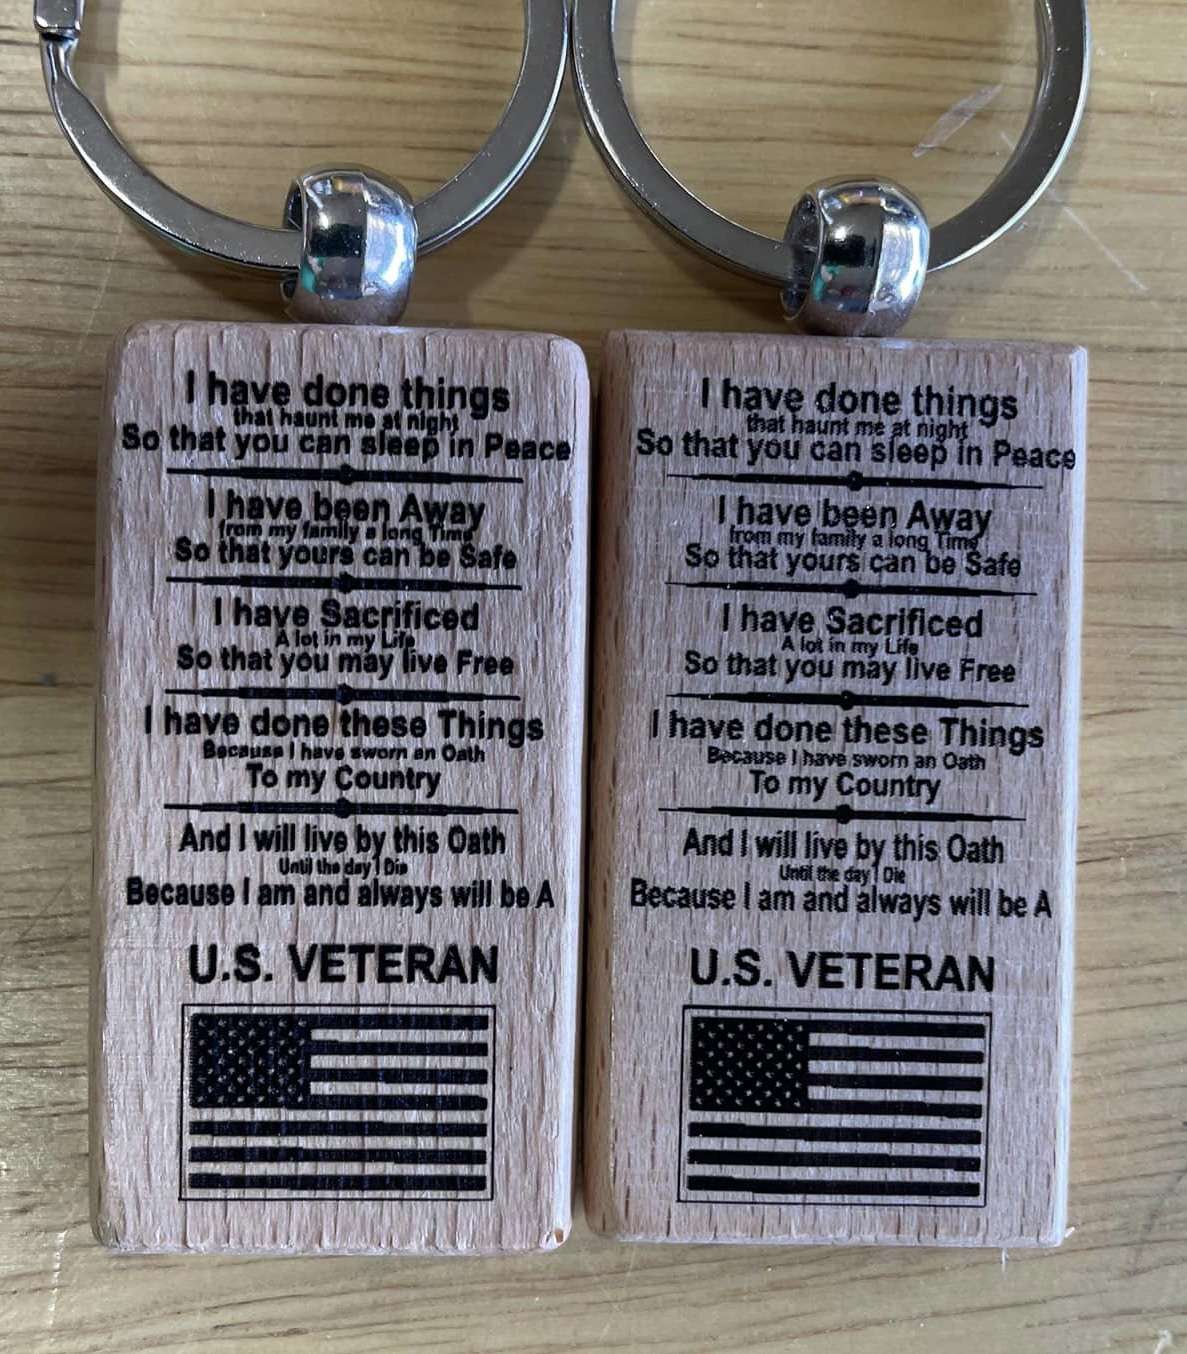 I have done things
that haunt me at night
So that you can sleep in Peace
I have been Away
from my family a long Time
So that yours can be Safe
I have Sacrificed
A lot in my Life
So that you may live Free
I have done these Things
Because I have sworn an Oath
To my Country
And I will live by this Oath
Until the day I Die
Because I am and always will be A
U.S. VETERAN
I have done things
that haunt me at night
So that you can sleep in Peace
I have been Away
from my family a long Time
So that yours can be Safe
I have Sacrificed
A lot in my Life
So that you may live Free
I have done these Things
Because I have sworn an Oath
To my Country
And I will live by this Oath
Until the day I Die
Because I am and always will be A
U.S. VETERAN